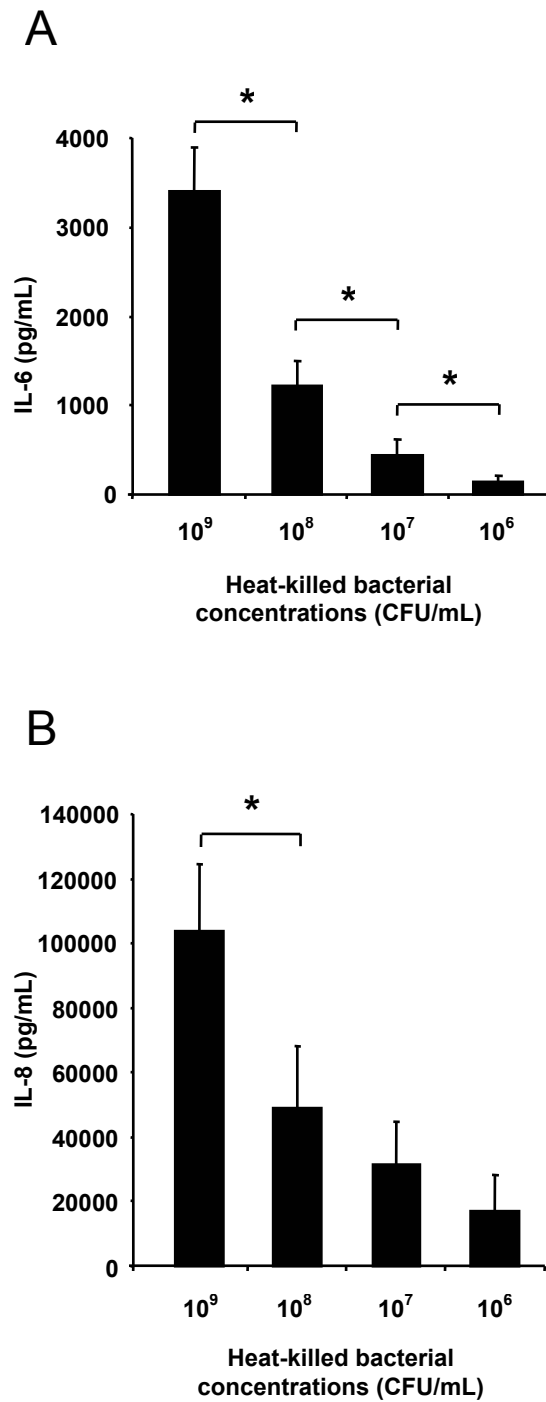 A
*
*
*
4000
3000
2000
1000
0
IL-6 (pg/mL)
10⁹ 10⁸ 10⁷ 10⁶
Heat-killed bacterial
concentrations (CFU/mL)
B
*
140000
120000
100000
80000
60000
40000
20000
0
IL-8 (pg/mL)
10⁹ 10⁸ 10⁷ 10⁶
Heat-killed bacterial
concentrations (CFU/mL)